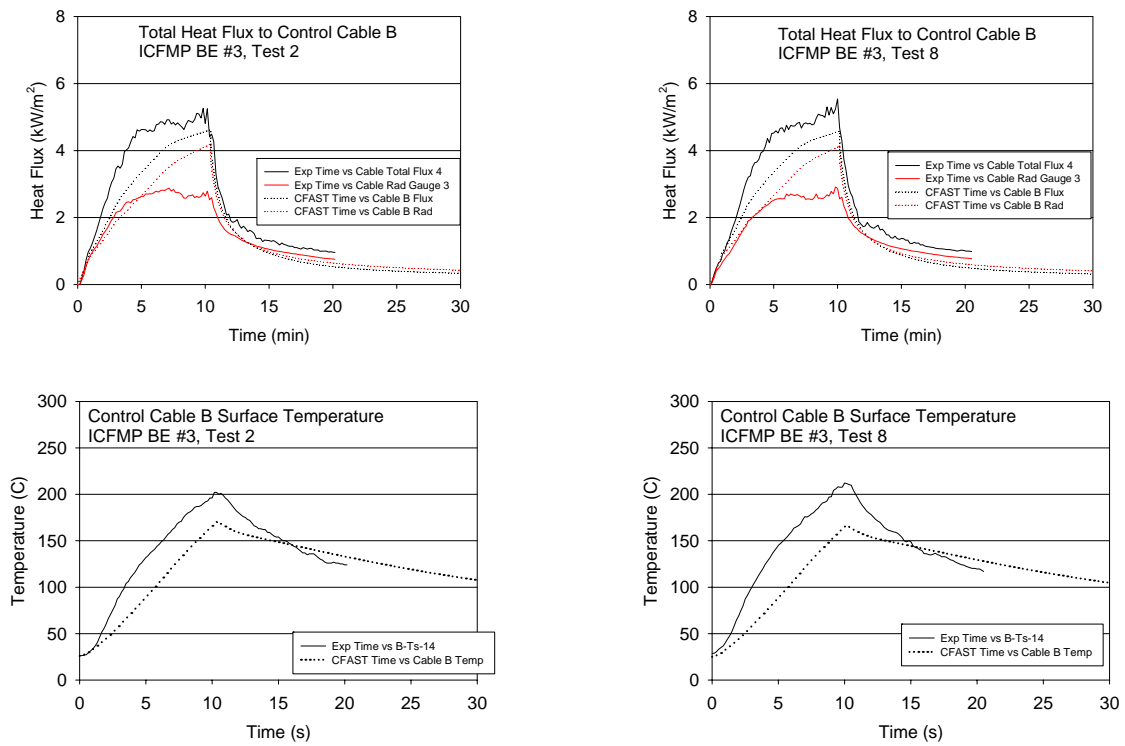 Total Heat Flux to Control Cable B
ICFMP BE #3, Test 2
Heat Flux (kW/m²)
8
6
4
2
0
Exp Time vs Cable Total Flux 4
Exp Time vs Cable Rad Gauge 3
CFAST Time vs Cable B Flux
CFAST Time vs Cable B Rad
0 5 10 15 20 25 30
Time (min)
Total Heat Flux to Control Cable B
ICFMP BE #3, Test 8
Heat Flux (kW/m²)
8
6
4
2
0
Exp Time vs Cable Total Flux 4
Exp Time vs Cable Rad Gauge 3
CFAST Time vs Cable B Flux
CFAST Time vs Cable B Rad
0 5 10 15 20 25 30
Time (min)
Control Cable B Surface Temperature
ICFMP BE #3, Test 2
Temperature (C)
300
250
200
150
100
50
0
Exp Time vs B-Ts-14
CFAST Time vs Cable B Temp
0 5 10 15 20 25 30
Time (s)
Control Cable B Surface Temperature
ICFMP BE #3, Test 8
Temperature (C)
300
250
200
150
100
50
0
Exp Time vs B-Ts-14
CFAST Time vs Cable B Temp
0 5 10 15 20 25 30
Time (s)